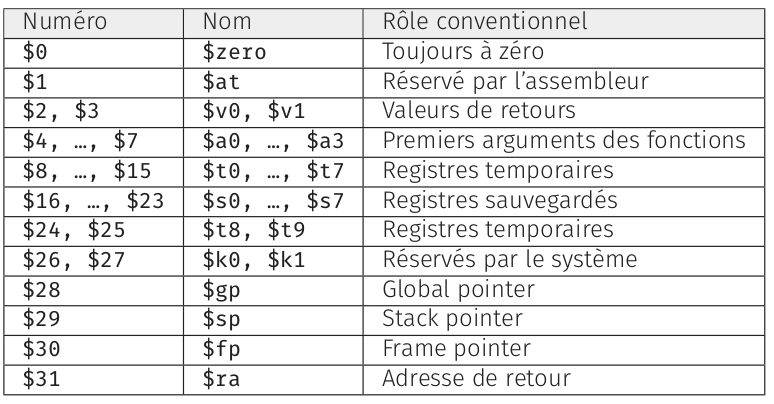 Numéro Nom Rôle conventionnel
$0 $zero Toujours à zéro
$1 $at Réservé par l'assembleur
$2, $3 $v0, $v1 Valeurs de retours
$4, …, $7 $a0, …, $a3 Premiers arguments des fonctions
$8, …, $15 $t0, …, $t7 Registres temporaires
$16, …, $23 $s0, …, $s7 Registres sauvegardés
$24, $25 $t8, $t9 Registres temporaires
$26, $27 $k0, $k1 Réservés par le système
$28 $gp Global pointer
$29 $sp Stack pointer
$30 $fp Frame pointer
$31 $ra Adresse de retour